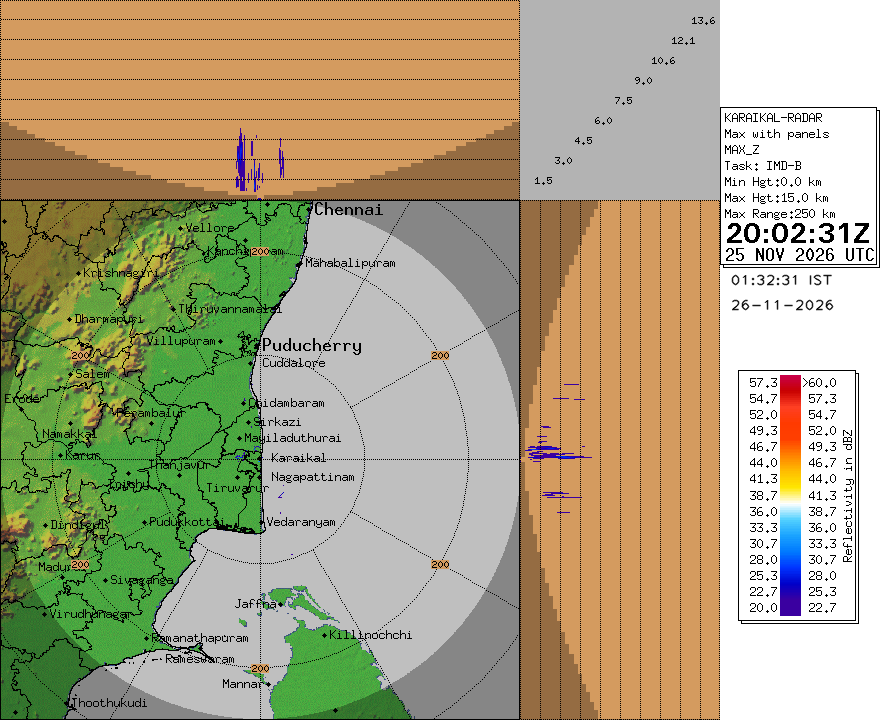 13.6
12.1
10.6
9.0
7.5
6.0
4.5
3.0
1.5
KARAIKAL-RADAR
Max with panels
MAX_Z
Task: IMD-B
Min Hgt:0.0 km
Max Hgt:15.0 km
Max Range:250 km
20:02:31Z
25 NOV 2026 UTC
01:32:31 IST
26-11-2026
Chennai
Vellore
200
Mahabalipuram
Krishnagiri
Thiruvannamalai
Dharmapuri
Villupuram
Puducherry
200
200
Cuddalore
Salem
Erode
Chidambaram
Perambalur
Sirkazi
Namakkal
Mayiladuthurai
Karur
Karaikal
Thanjavur
Nagapattinam
Tiruvarur
Dindigul
Pudukkottai
Vedaranyam
200
200
Sivaganga
Jaffna
Virudhunagar
Ramanathapuram
Killinochchi
Rameswaram
200
Mannar
Thoothukudi
57.3 >60.0
54.7 57.3
52.0 54.7
49.3 52.0
46.7 49.3
44.0 46.7
41.3 44.0
38.7 41.3
36.0 38.7
33.3 36.0
30.7 33.3
28.0 30.7
25.3 28.0
22.7 25.3
20.0 22.7
Reflectivity in dBZ